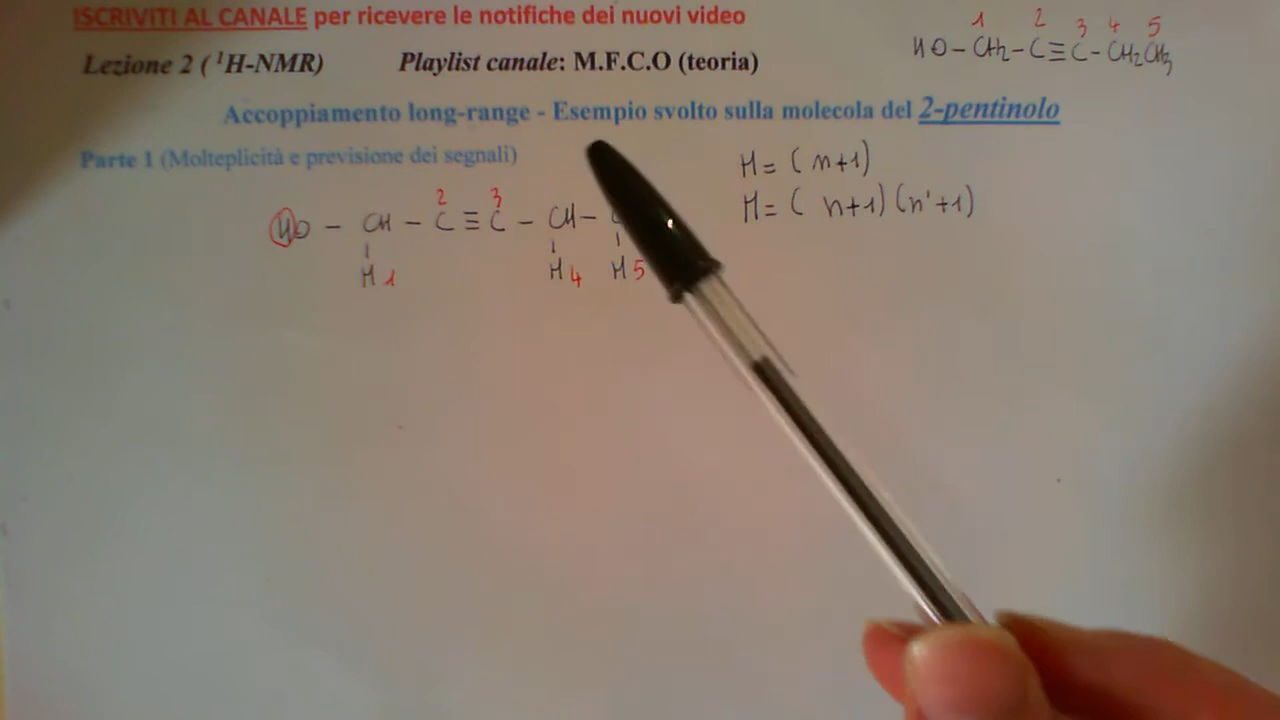 ISCRIVITI AL CANALE per ricevere le notifiche dei nuovi video
1 2 3 4 5
HO-CH2-C≡C-CH2CH3
Lezione 2 ( ¹H-NMR) Playlist canale: M.F.C.O (teoria)
Accoppiamento long-range - Esempio svolto sulla molecola del 2-pentinolo
Parte 1 (Molteplicità e previsione dei segnali)
M = (n+1)
M = ( n+1) (n'+1)
2 3
HO - CH - C ≡ C - CH - C
H 1 H 4 H 5